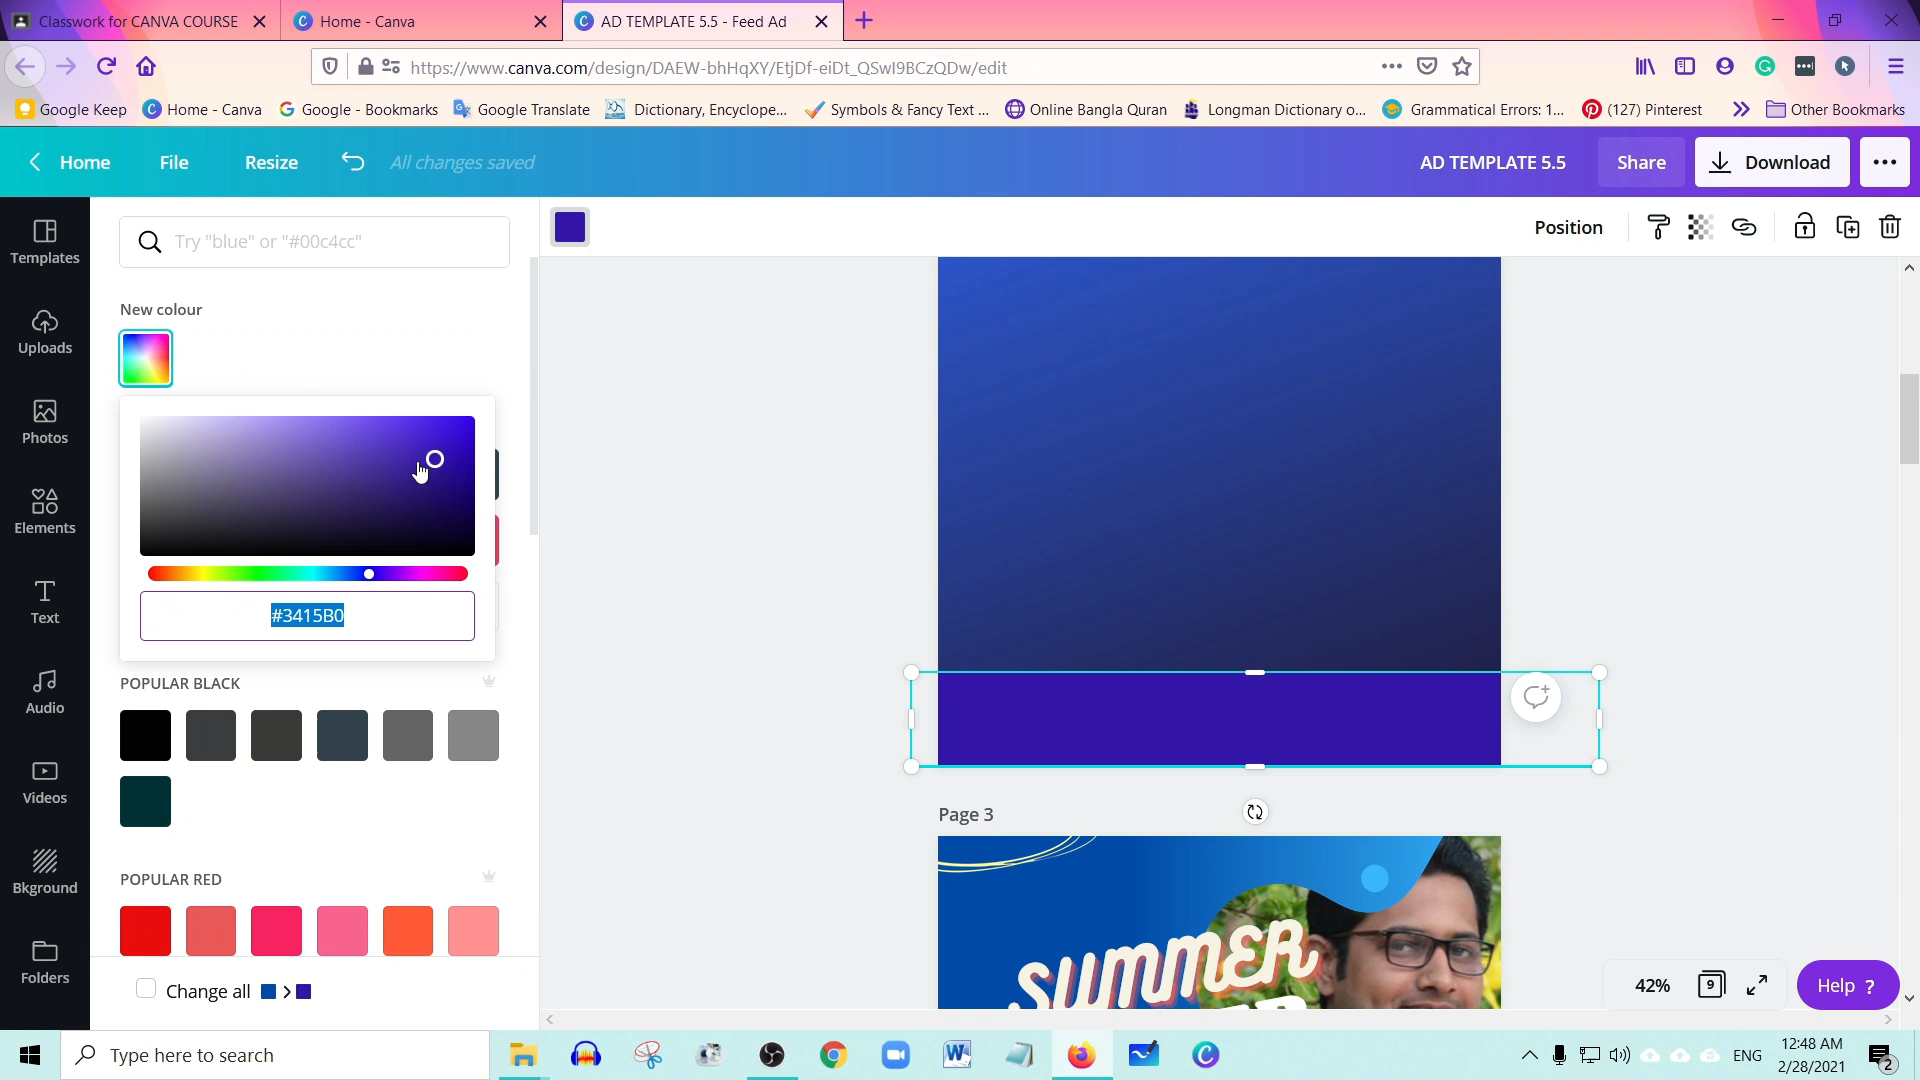 Classwork for CANVA COURSE
Home - Canva
AD TEMPLATE 5.5 - Feed Ad
https://www.canva.com/design/DAEW-bhHqXY/EtjDf-eiDt_QSwI9BCzQDw/edit
Google Keep
Home - Canva
Google - Bookmarks
Google Translate
Dictionary, Encyclope...
Symbols & Fancy Text ...
Online Bangla Quran
Longman Dictionary o...
Grammatical Errors: 1...
(127) Pinterest
Other Bookmarks
Home
File
Resize
All changes saved
AD TEMPLATE 5.5
Share
Download
Templates
Uploads
Photos
Elements
Text
Audio
Videos
Bkground
Folders
Try "blue" or "#00c4cc"
New colour
#3415B0
POPULAR BLACK
POPULAR RED
Change all
Position
Page 3
SUMMER
42%
9
Help ?
Type here to search
ENG
12:48 AM
2/28/2021
2